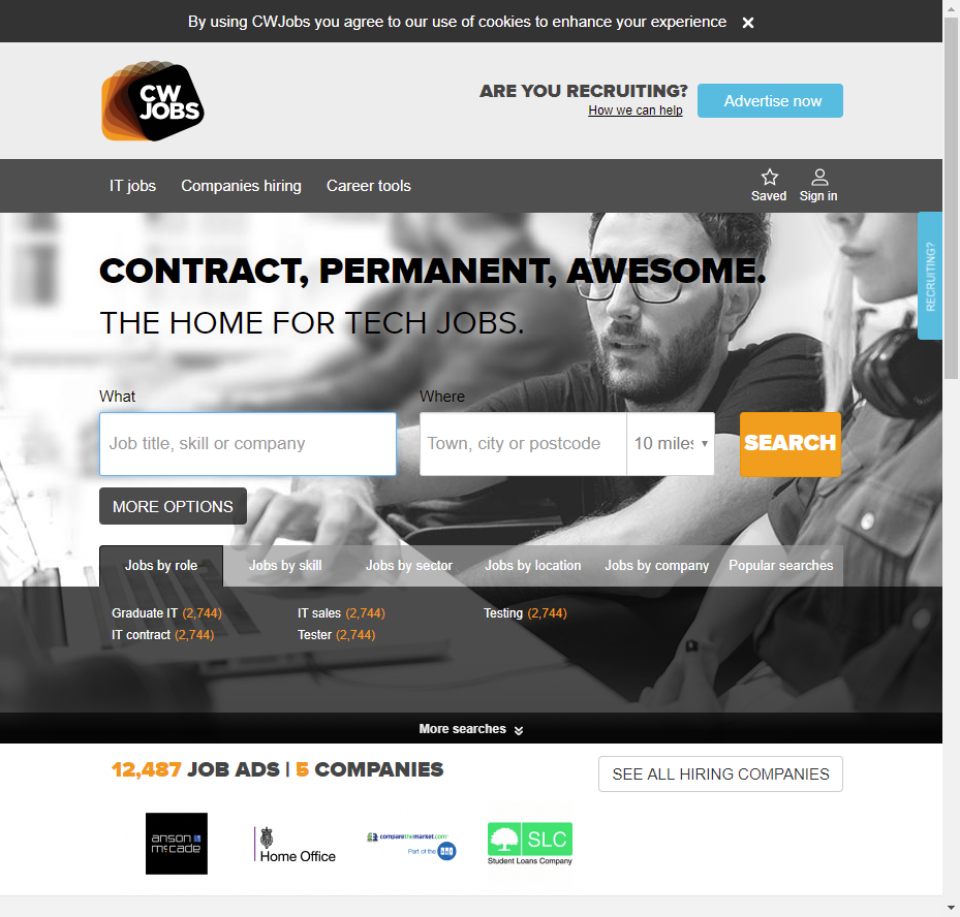 By using CWJobs you agree to our use of cookies to enhance your experience ×
CW
JOBS
ARE YOU RECRUITING?
How we can help
Advertise now
IT jobs Companies hiring Career tools
Saved Sign in
RECRUITING?
CONTRACT, PERMANENT, AWESOME.
THE HOME FOR TECH JOBS.
What Where
Job title, skill or company Town, city or postcode 10 miles SEARCH
MORE OPTIONS
Jobs by role Jobs by skill Jobs by sector Jobs by location Jobs by company Popular searches
Graduate IT (2,744) IT sales (2,744) Testing (2,744)
IT contract (2,744) Tester (2,744)
More searches
12,487 JOB ADS | 5 COMPANIES SEE ALL HIRING COMPANIES
anson
mccade
Home Office
comparethemarket.com
Part of the
SLC
Student Loans Company